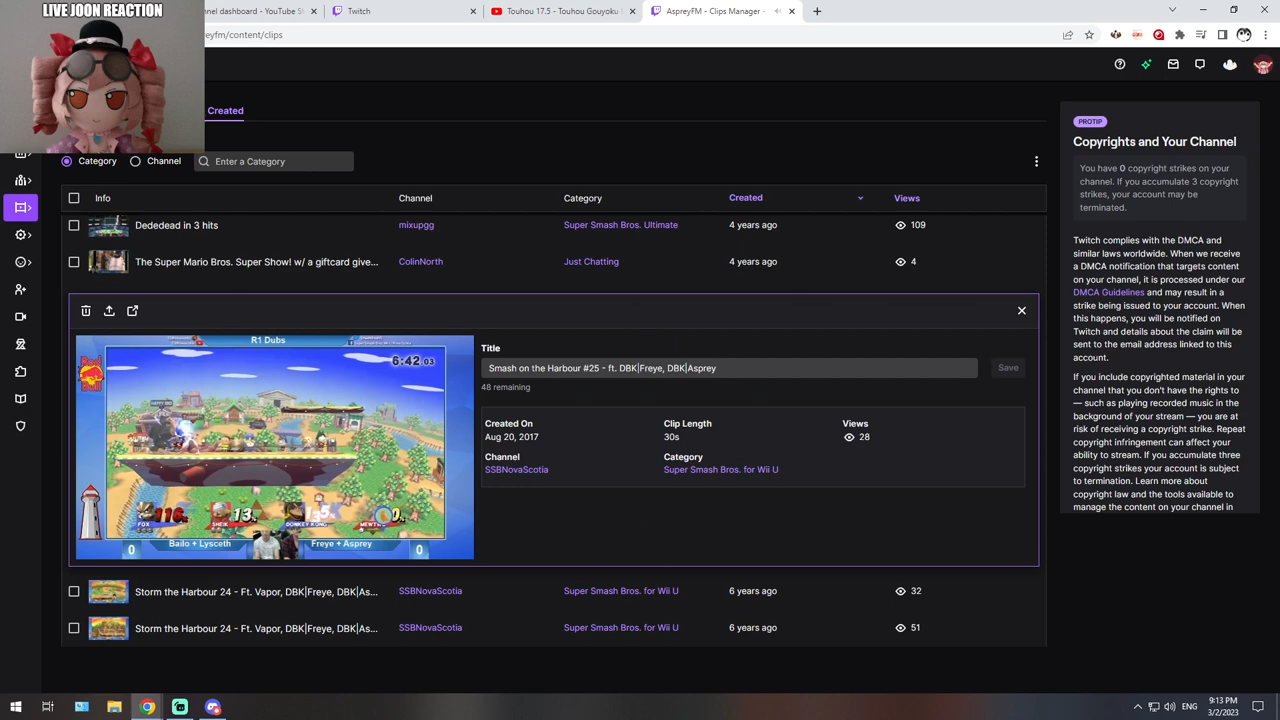 LIVE JOON REACTION
nnel dashboard - YouTube St
Twitch
Touhou 17.5 - Touhou Gouyoku I
AspreyFM - Clips Manager -
preyfm/content/clips
Created
Category
Channel
Enter a Category
Info
Channel
Category
Created
Views
Dededead in 3 hits
mixupgg
Super Smash Bros. Ultimate
4 years ago
109
The Super Mario Bros. Super Show! w/ a giftcard give...
ColinNorth
Just Chatting
4 years ago
4
R1 Dubs
6:42 03
Red Bull
FOX
116%
SHEIK
13%
DONKEY KONG
Bailo + Lysceth
Freye + Asprey
0
0
Title
Smash on the Harbour #25 - ft. DBK|Freye, DBK|Asprey
Save
48 remaining
Created On
Aug 20, 2017
Clip Length
30s
Views
28
Channel
SSBNovaScotia
Category
Super Smash Bros. for Wii U
Storm the Harbour 24 - Ft. Vapor, DBK|Freye, DBK|As...
SSBNovaScotia
Super Smash Bros. for Wii U
6 years ago
32
Storm the Harbour 24 - Ft. Vapor, DBK|Freye, DBK|As...
SSBNovaScotia
Super Smash Bros. for Wii U
6 years ago
51
PROTIP
Copyrights and Your Channel
You have 0 copyright strikes on
your channel. If you accumulate 3 copyright
strikes, your account may be
terminated.
Twitch complies with the DMCA and
similar laws worldwide. When we receive
a DMCA notification that targets content
on your channel, it is processed under our
DMCA Guidelines and may result in a
strike being issued to your account. When
this happens, you will be notified on
Twitch and details about the claim will be
sent to the email address linked to this
account.
If you include copyrighted material in your
channel that you don't have the rights to
— such as playing recorded music in the
background of your stream — you are at
risk of receiving a copyright strike. Repeat
copyright infringement can affect your
ability to stream. If you accumulate three
copyright strikes your account is subject
to termination. Learn more about
copyright law and the tools available to
manage the content on your channel in
ENG
9:13 PM
3/2/2023